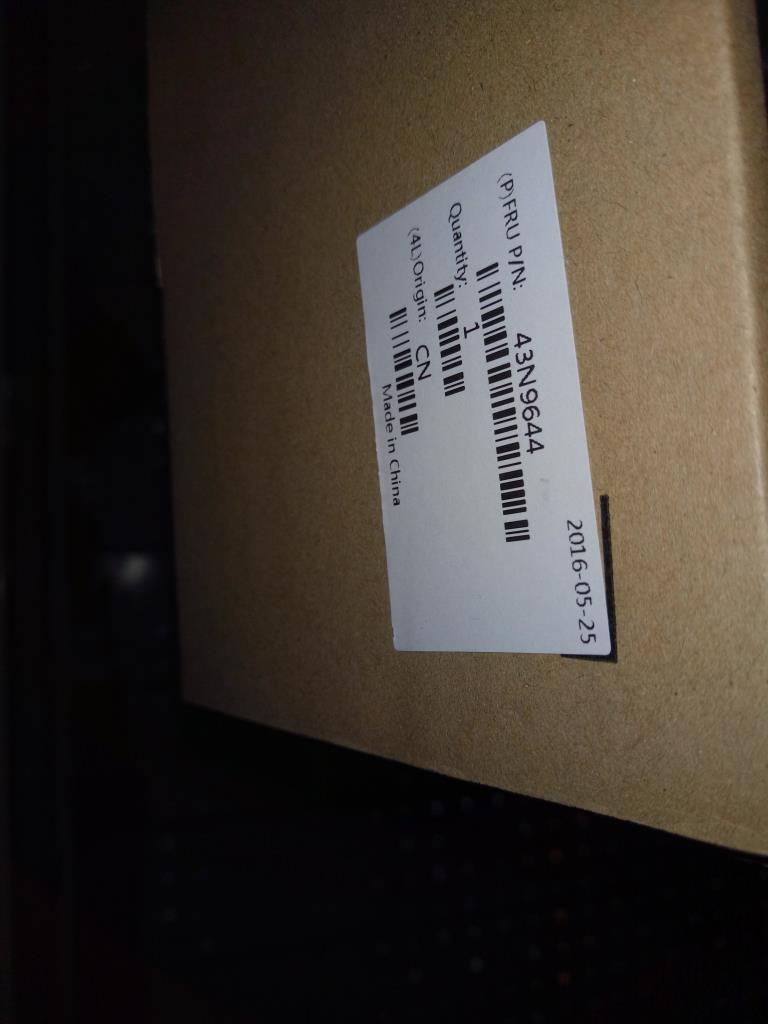 2016-05-25
(P)FRU P/N: 43N9644
Quantity: 1
(4L)Origin: CN
Made in China